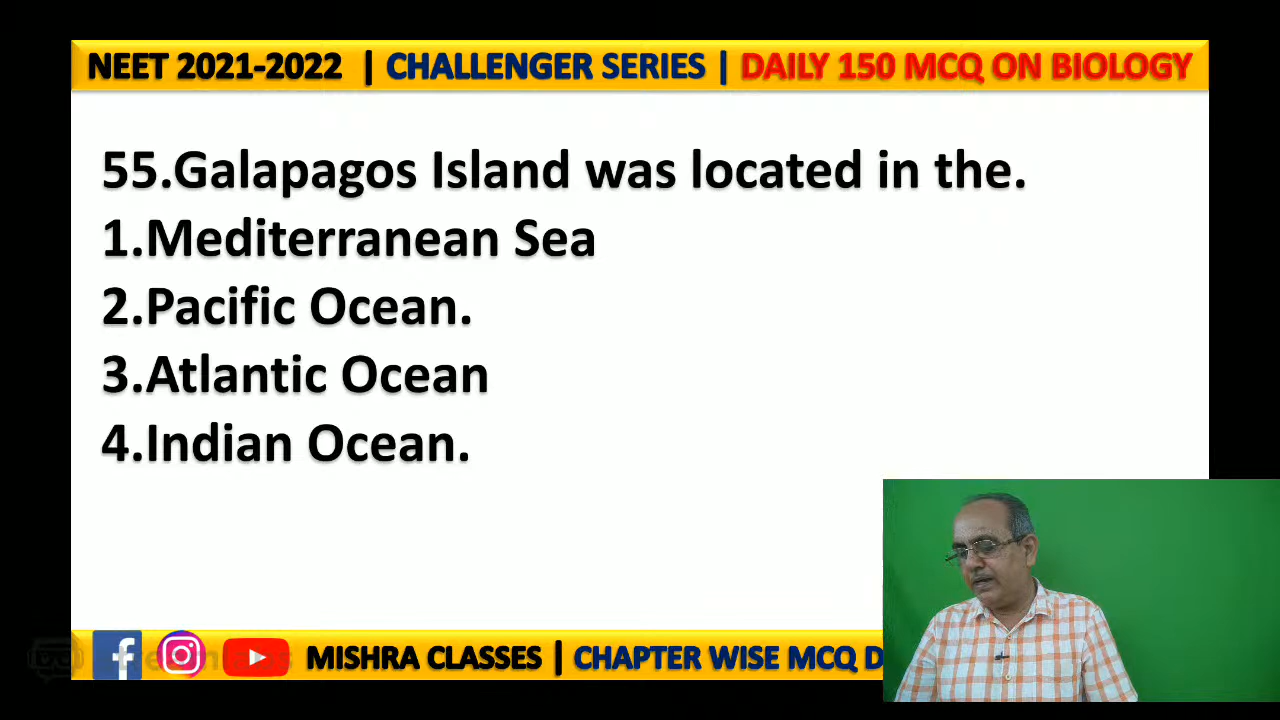 NEET 2021-2022 | CHALLENGER SERIES | DAILY 150 MCQ ON BIOLOGY
55.Galapagos Island was located in the.
1.Mediterranean Sea
2.Pacific Ocean.
3.Atlantic Ocean
4.Indian Ocean.
MISHRA CLASSES | CHAPTER WISE MCQ D